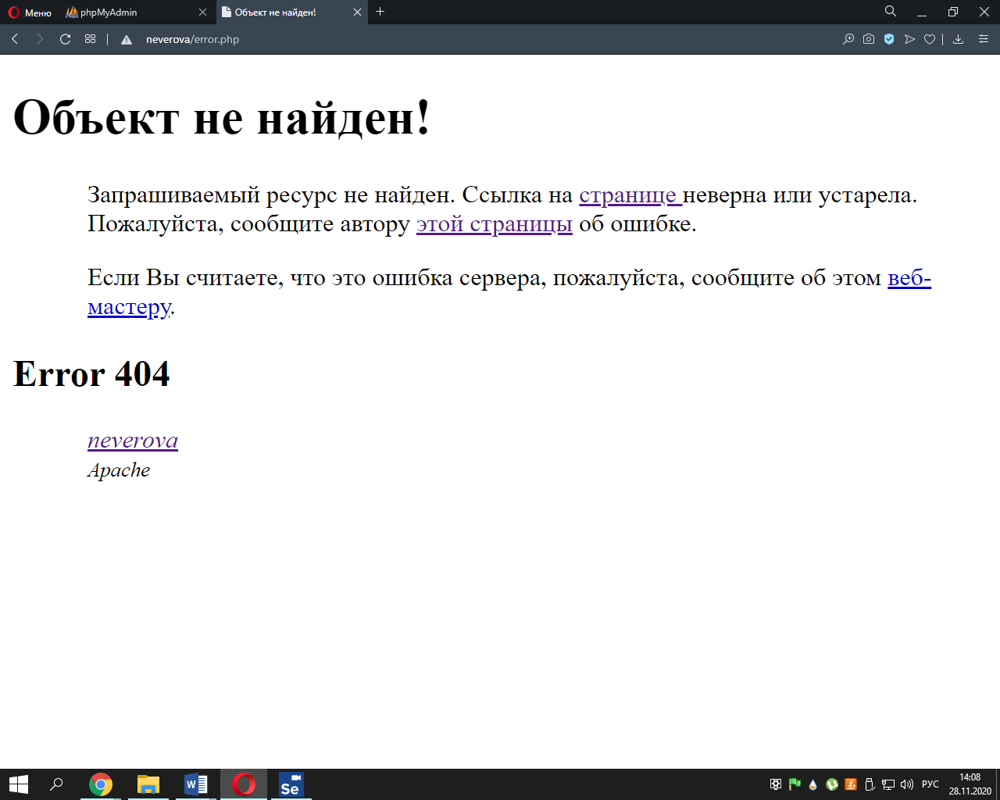 Меню
phpMyAdmin
Объект не найден!
neverova/error.php
Объект не найден!
Запрашиваемый ресурс не найден. Ссылка на странице неверна или устарела.
Пожалуйста, сообщите автору этой страницы об ошибке.
Если Вы считаете, что это ошибка сервера, пожалуйста, сообщите об этом веб-
мастеру.
Error 404
neverova
Apache
Se
РУС
14:08
28.11.2020